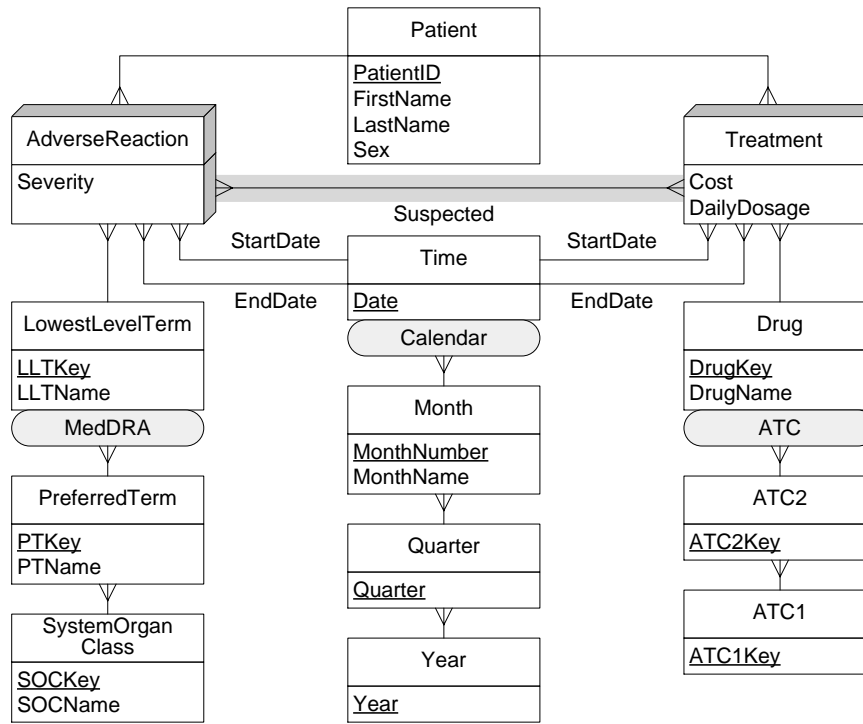 Patient
PatientID
FirstName
LastName
Sex
AdverseReaction
Severity
Treatment
Cost
DailyDosage
Suspected
StartDate
StartDate
EndDate
EndDate
Time
Date
Calendar
LowestLevelTerm
LLTKey
LLTName
MedDRA
Drug
DrugKey
DrugName
ATC
Month
MonthNumber
MonthName
PreferredTerm
PTKey
PTName
ATC2
ATC2Key
Quarter
Quarter
SystemOrgan
Class
SOCKey
SOCName
ATC1
ATC1Key
Year
Year